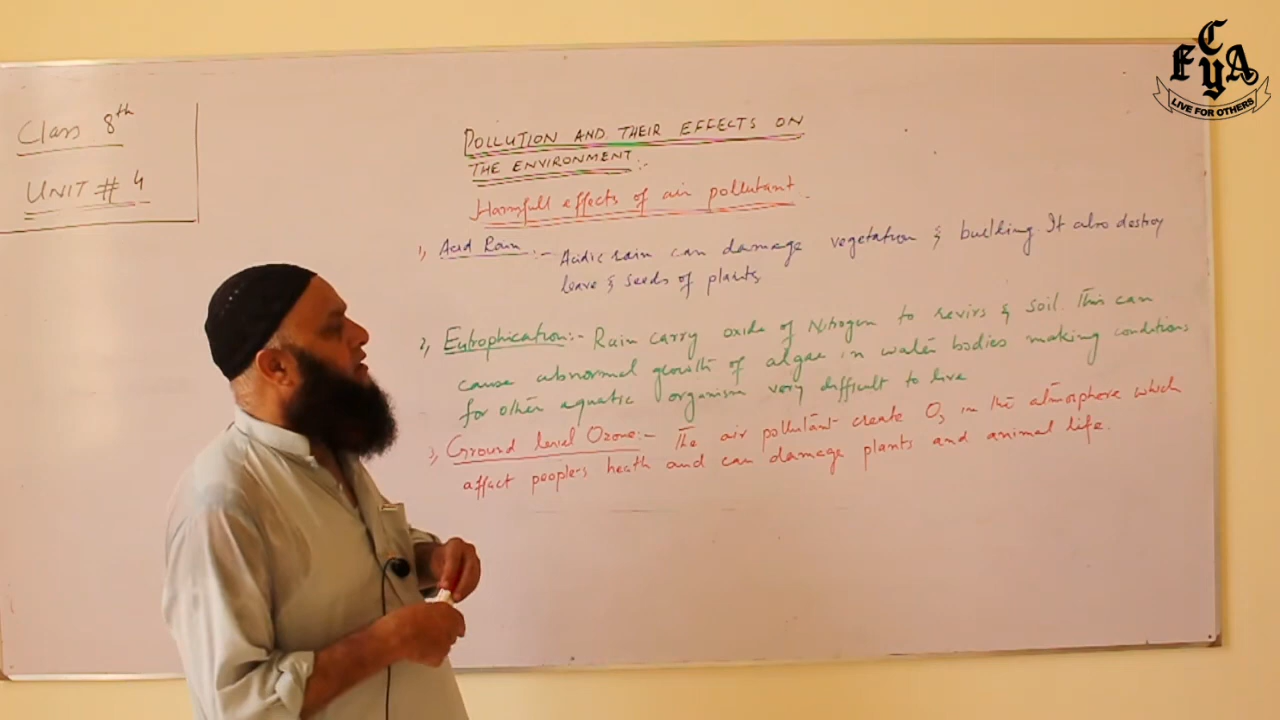 Class 8th
UNIT # 4
POLLUTION AND THEIR EFFECTS ON
THE ENVIRONMENT:-
Harmfull effects of air pollutant.
1, Acid Rain:- Acidic rain can damage vegetation & buelking. It also destroy
leave & seeds of plants
2, Eutrophication:- Rain carry oxide of Nitrogen to revirs & soil. This can
cause abnormal growth of algae in water bodies making conditions
for other aquatic organism very difficult to live
3, Ground level Ozone:- The air pollutant create O3 in the atmosphere which
affect people's heath and can damage plants and animal life.
E C Y A
LIVE FOR OTHERS